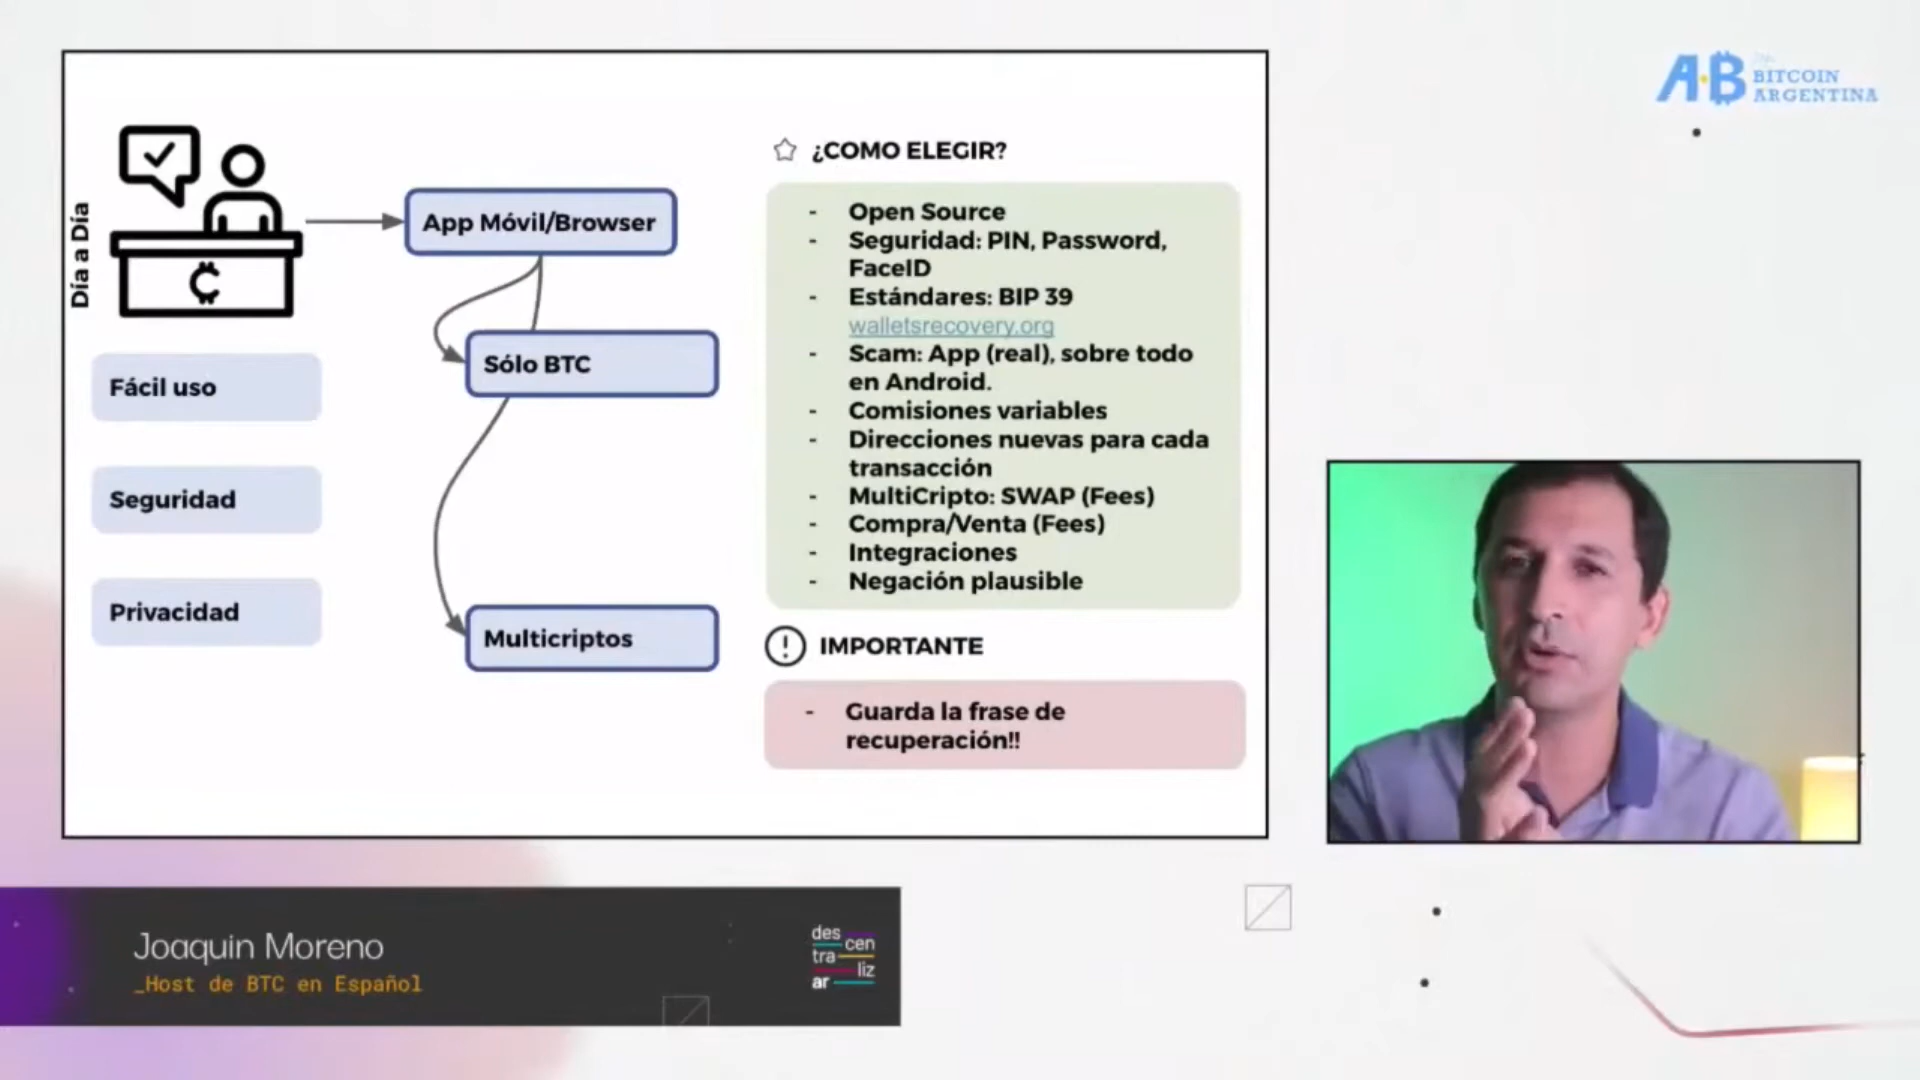 A·B
BITCOIN
ARGENTINA
Día a Día
Fácil uso
Seguridad
Privacidad
App Móvil/Browser
Sólo BTC
Multicriptos
¿COMO ELEGIR?
- Open Source
- Seguridad: PIN, Password,
FaceID
- Estándares: BIP 39
walletsrecovery.org
- Scam: App (real), sobre todo
en Android.
- Comisiones variables
- Direcciones nuevas para cada
transacción
- MultiCripto: SWAP (Fees)
- Compra/Venta (Fees)
- Integraciones
- Negación plausible
! IMPORTANTE
- Guarda la frase de
recuperación!!
Joaquin Moreno
_Host de BTC en Español
des
cen
tra
liz
ar